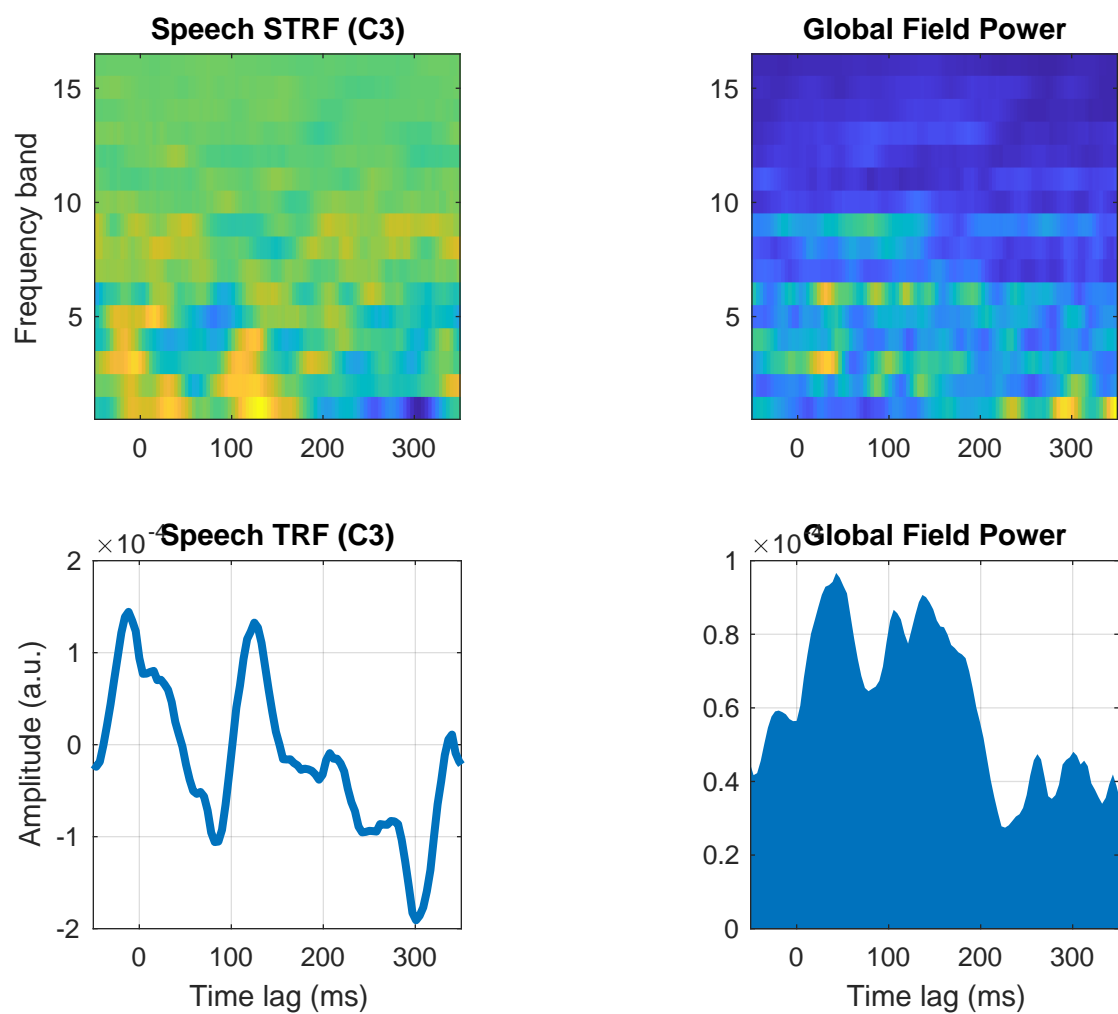 Speech STRF (C3)
Frequency band
15
10
5
0 100 200 300
Global Field Power
15
10
5
0 100 200 300
Speech TRF (C3)
×10⁻⁴
Amplitude (a.u.)
2
1
0
-1
-2
0 100 200 300
Time lag (ms)
Global Field Power
×10⁻⁴
1
0.8
0.6
0.4
0.2
0
0 100 200 300
Time lag (ms)